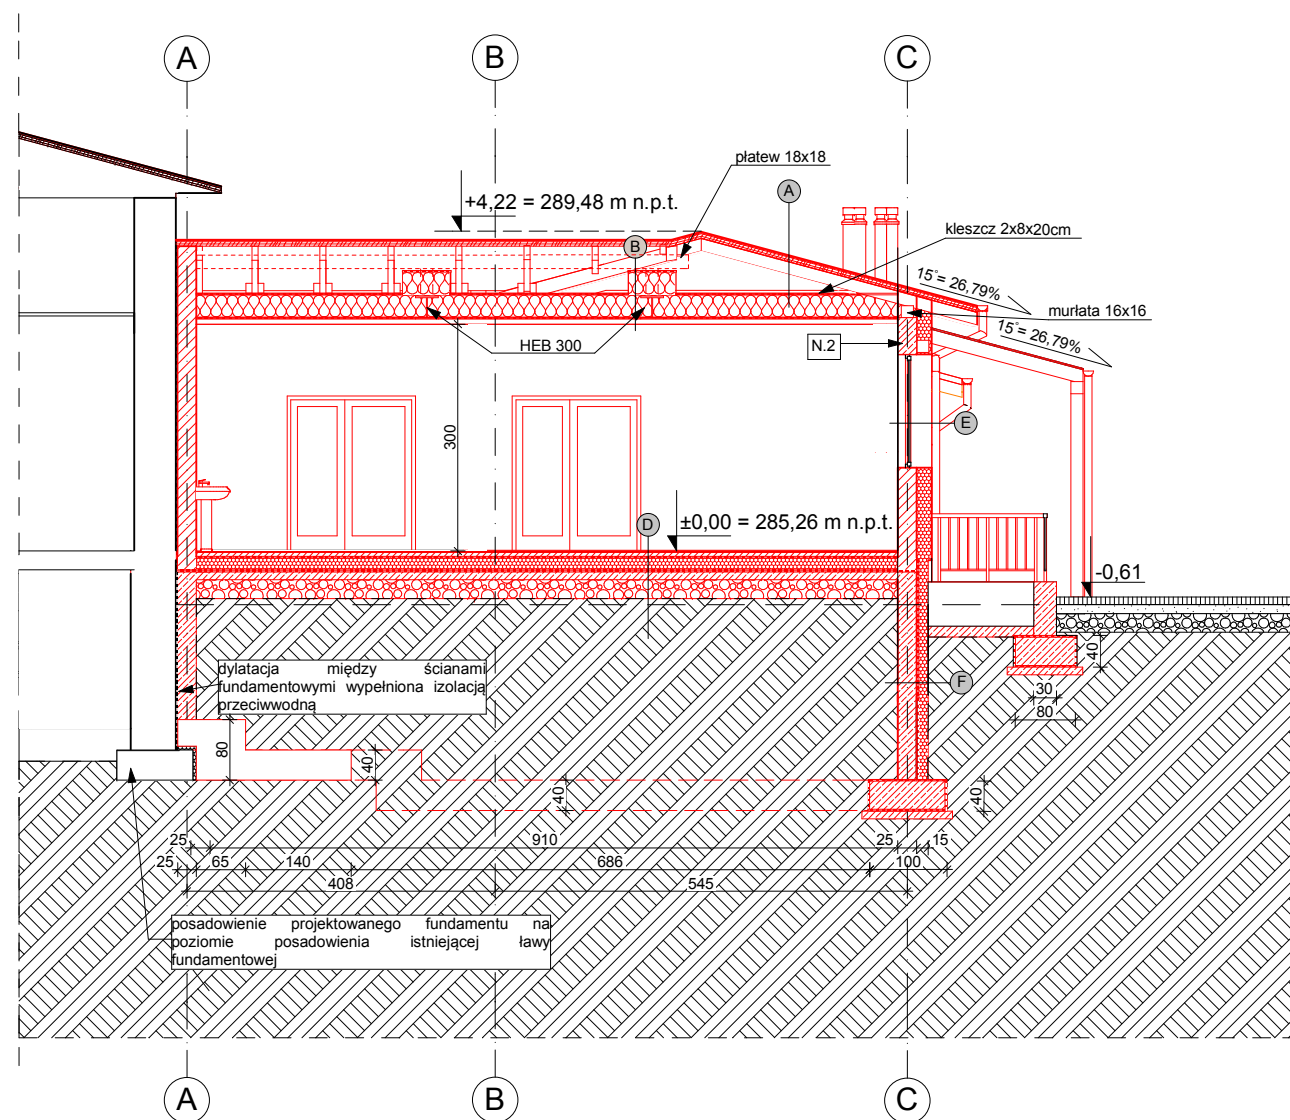 A
B
C
płatew 18x18
A
+4,22 = 289,48 m n.p.t.
B
kleszcz 2x8x20cm
15°= 26,79%
murłata 16x16
15°= 26,79%
HEB 300
N.2
300
E
D
±0,00 = 285,26 m n.p.t.
-0,61
dylatacja między ścianami
fundamentowymi wypełniona izolacją
przeciwwodną
F
40
30
80
80
40
40
40
25
910
25
15
25
65
140
686
100
408
545
posadowienie projektowanego fundamentu na
poziomie posadowienia istniejącej ławy
fundamentowej
A
B
C